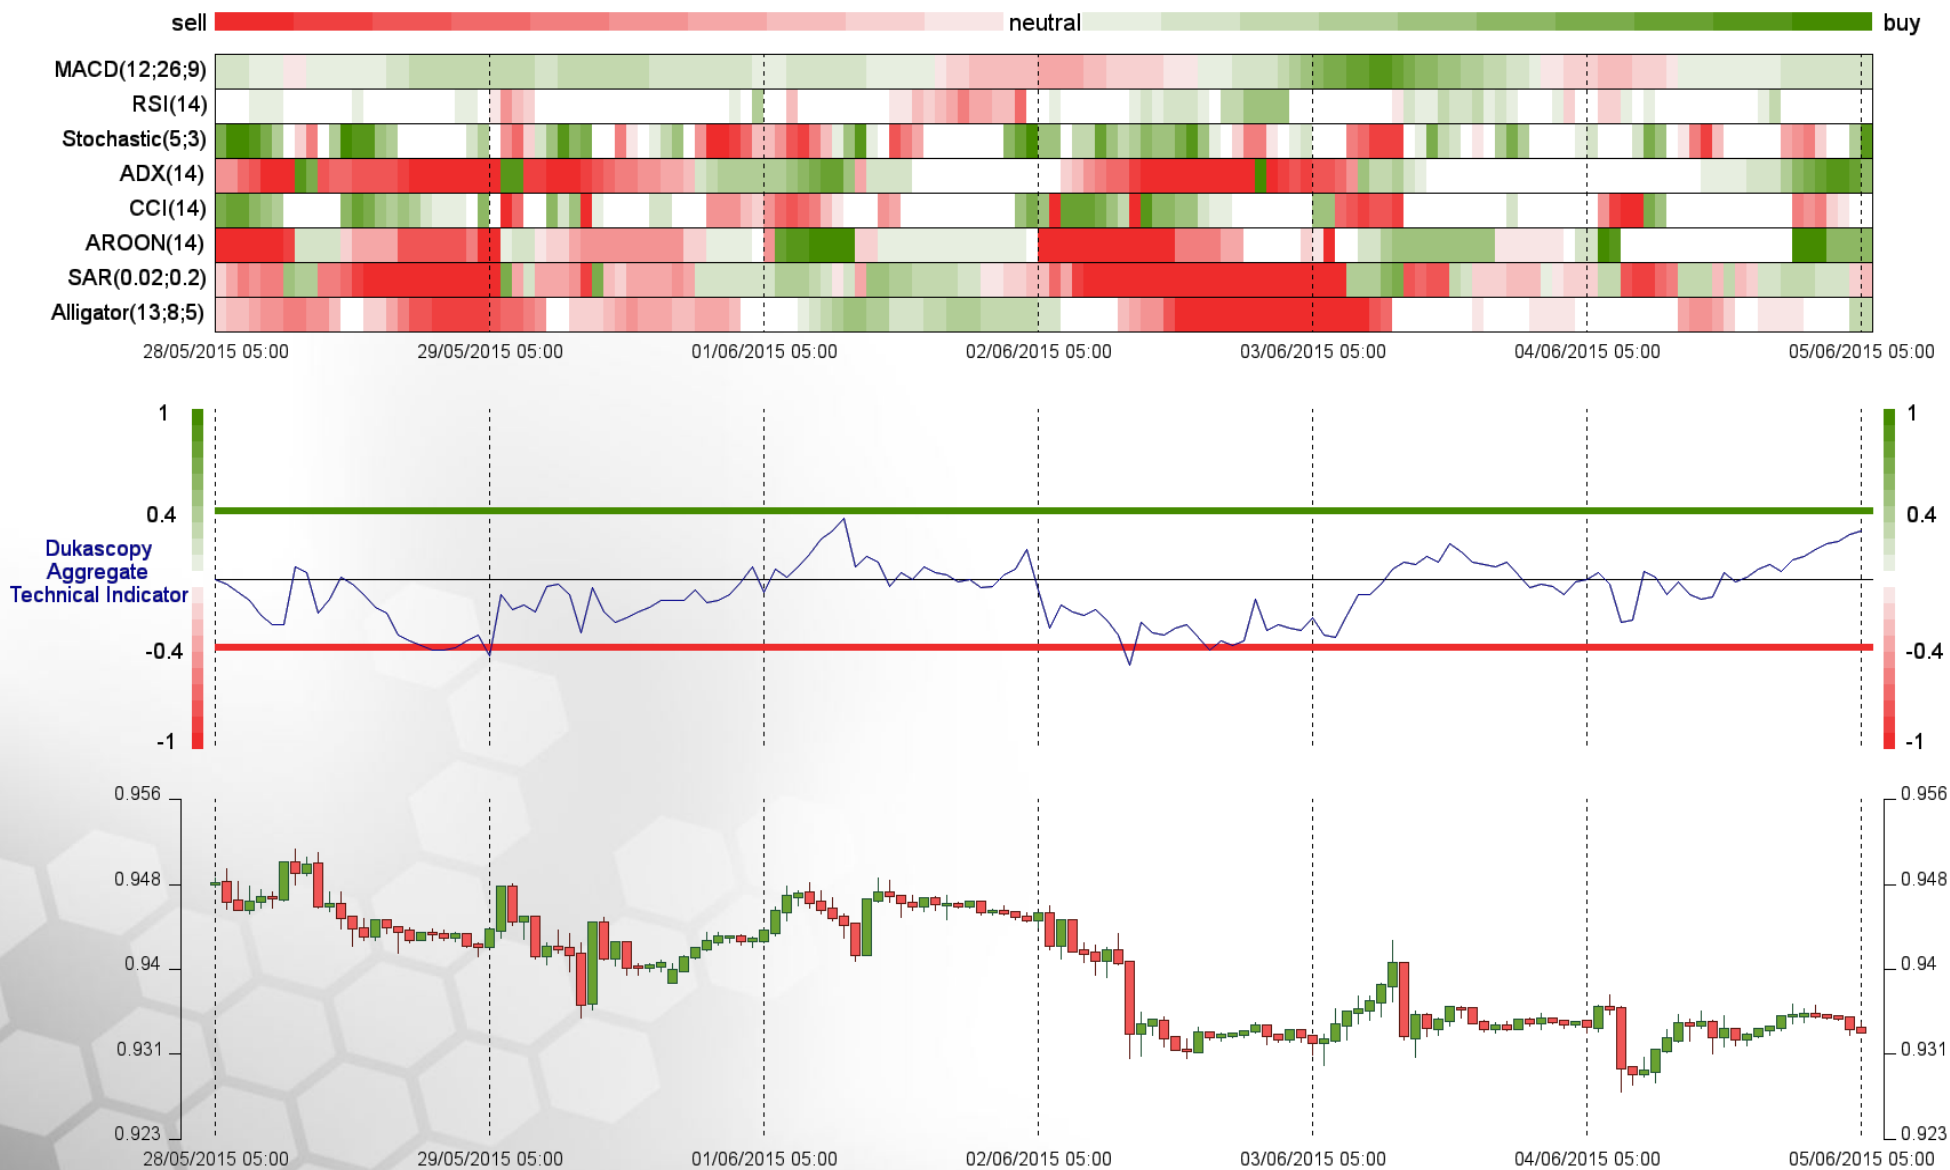 sell neutral buy
MACD(12;26;9)
RSI(14)
Stochastic(5;3)
ADX(14)
CCI(14)
AROON(14)
SAR(0.02;0.2)
Alligator(13;8;5)
28/05/2015 05:00 29/05/2015 05:00 01/06/2015 05:00 02/06/2015 05:00 03/06/2015 05:00 04/06/2015 05:00 05/06/2015 05:00
1 1
0.4 0.4
Dukascopy
Aggregate
Technical Indicator
-0.4 -0.4
-1 -1
0.956 0.956
0.948 0.948
0.94 0.94
0.931 0.931
0.923 0.923
28/05/2015 05:00 29/05/2015 05:00 01/06/2015 05:00 02/06/2015 05:00 03/06/2015 05:00 04/06/2015 05:00 05/06/2015 05:00